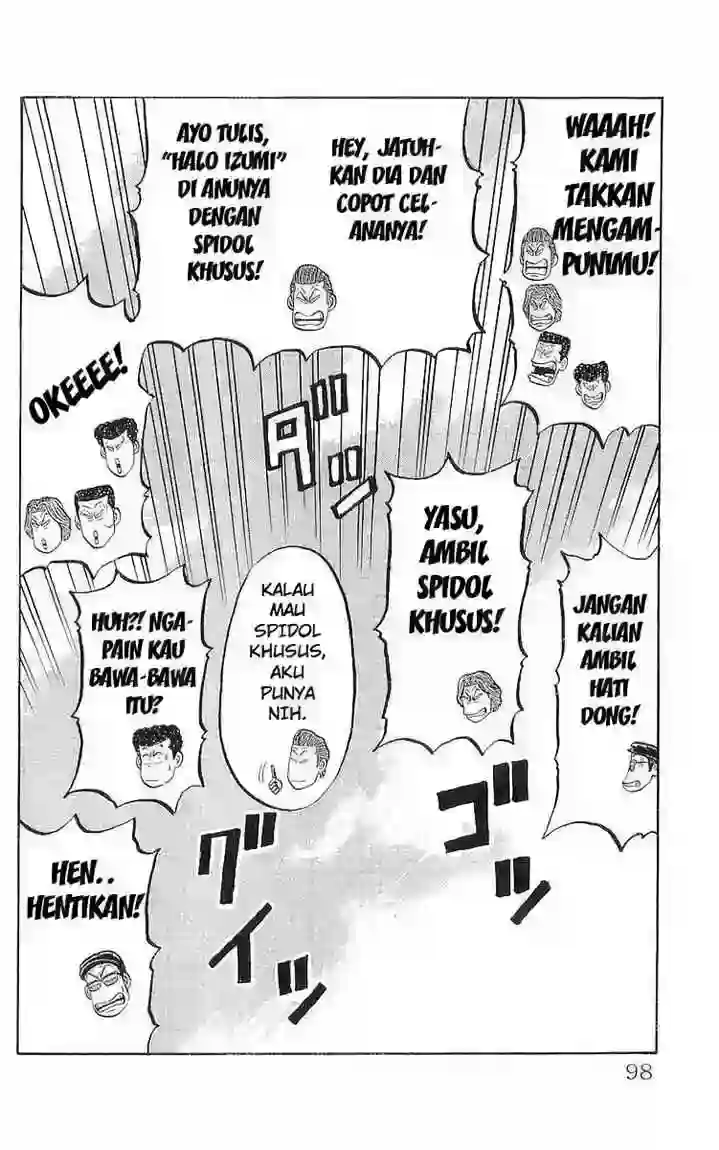 WAAAH!
KAMI
TAKKAN
MENGAM-
PUNIMU!
HEY, JATUH-
KAN DIA DAN
COPOT CEL-
ANANYA!
AYO TULIS,
"HALO IZUMI"
DI ANUNYA
DENGAN
SPIDOL
KHUSUS!
OKEEEE!
ダダッ
JANGAN
KALIAN
AMBIL
HATI
DONG!
YASU,
AMBIL
SPIDOL
KHUSUS!
KALAU
MAU
SPIDOL
KHUSUS,
AKU
PUNYA
NIH.
HUH?! NGA-
PAIN KAU
BAWA-BAWA
ITU?
ゴッ
グイッ
HEN..
HENTIKAN!
98